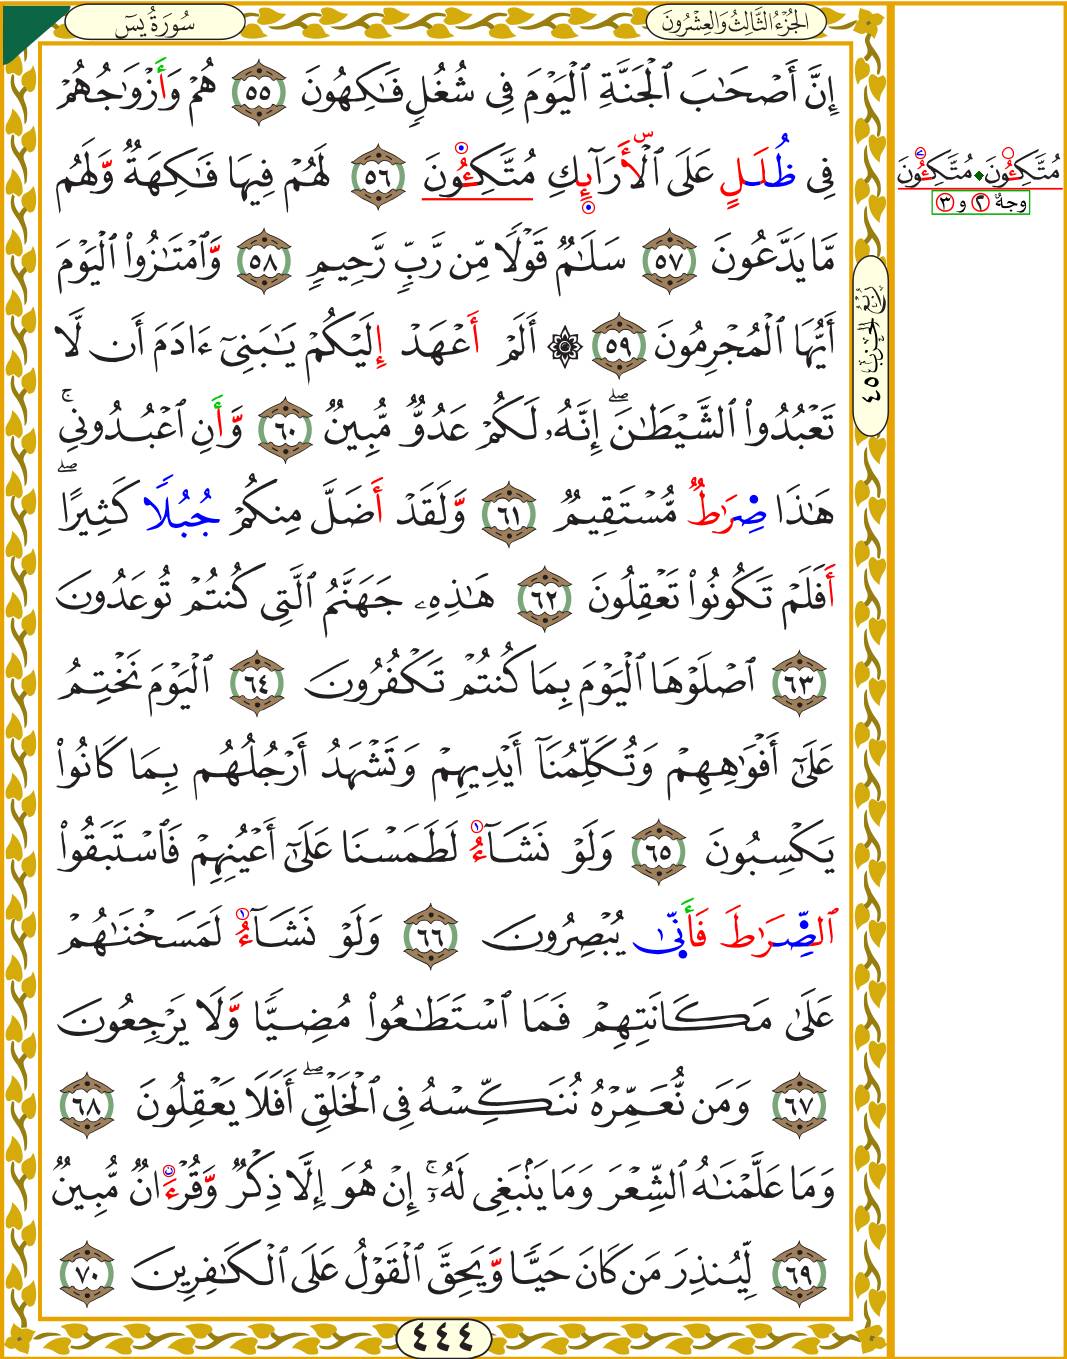 سُورَةُ يسٓ
الجُزْءُ الثَّالِثُ وَالعِشْرُونَ
إِنَّ أَصْحَٰبَ ٱلْجَنَّةِ ٱلْيَوْمَ فِى شُغُلٍ فَٰكِهُونَ ٥٥ هُمْ وَأَزْوَٰجُهُمْ
فِى ظُلَلٍ عَلَى ٱلْأَرَآئِكِ مُتَّكِـُٔونَ ٥٦ لَهُمْ فِيهَا فَٰكِهَةٌ وَّلَهُم
مَّا يَدَّعُونَ ٥٧ سَلَٰمٌ قَوْلًا مِّن رَّبٍّ رَّحِيمٍ ٥٨ وَّٱمْتَٰزُوا۟ ٱلْيَوْمَ
أَيُّهَا ٱلْمُجْرِمُونَ ٥٩ ۞ أَلَمْ أَعْهَدْ إِلَيْكُمْ يَٰبَنِىٓ ءَادَمَ أَن لَّا
تَعْبُدُوا۟ ٱلشَّيْطَٰنَ ۖ إِنَّهُۥ لَكُمْ عَدُوٌّ مُّبِينٌ ٦٠ وَّأَنِ ٱعْبُدُونِى ۚ
هَٰذَا صِرَٰطٌ مُّسْتَقِيمٌ ٦١ وَّلَقَدْ أَضَلَّ مِنكُمْ جُبُلًا كَثِيرًا ۖ
أَفَلَمْ تَكُونُوا۟ تَعْقِلُونَ ٦٢ هَٰذِهِۦ جَهَنَّمُ ٱلَّتِى كُنتُمْ تُوعَدُونَ
٦٣ ٱصْلَوْهَا ٱلْيَوْمَ بِمَا كُنتُمْ تَكْفُرُونَ ٦٤ ٱلْيَوْمَ نَخْتِمُ
عَلَىٰٓ أَفْوَٰهِهِمْ وَتُكَلِّمُنَآ أَيْدِيهِمْ وَتَشْهَدُ أَرْجُلُهُم بِمَا كَانُوا۟
يَكْسِبُونَ ٦٥ وَلَوْ نَشَآءُ لَطَمَسْنَا عَلَىٰٓ أَعْيُنِهِمْ فَٱسْتَبَقُوا۟
ٱلصِّرَٰطَ فَأَنَّىٰ يُبْصِرُونَ ٦٦ وَلَوْ نَشَآءُ لَمَسَخْنَٰهُمْ
عَلَىٰ مَكَانَتِهِمْ فَمَا ٱسْتَطَٰعُوا۟ مُضِيًّا وَّلَا يَرْجِعُونَ
٦٧ وَمَن نُّعَمِّرْهُ نُنَكِّسْهُ فِى ٱلْخَلْقِ ۖ أَفَلَا يَعْقِلُونَ ٦٨
وَمَا عَلَّمْنَٰهُ ٱلشِّعْرَ وَمَا يَنۢبَغِى لَهُۥٓ ۚ إِنْ هُوَ إِلَّا ذِكْرٌ وَّقُرْءَانٌ مُّبِينٌ
٦٩ لِّيُنذِرَ مَن كَانَ حَيًّا وَّيَحِقَّ ٱلْقَوْلُ عَلَى ٱلْكَٰفِرِينَ ٧٠
٤٤٤
مُتَّكِـُٔونَ مُتَّكِـُٔونَ
وجهٌ ٢ و ٣
رُبْعُ الحِزْبِ ٤٥